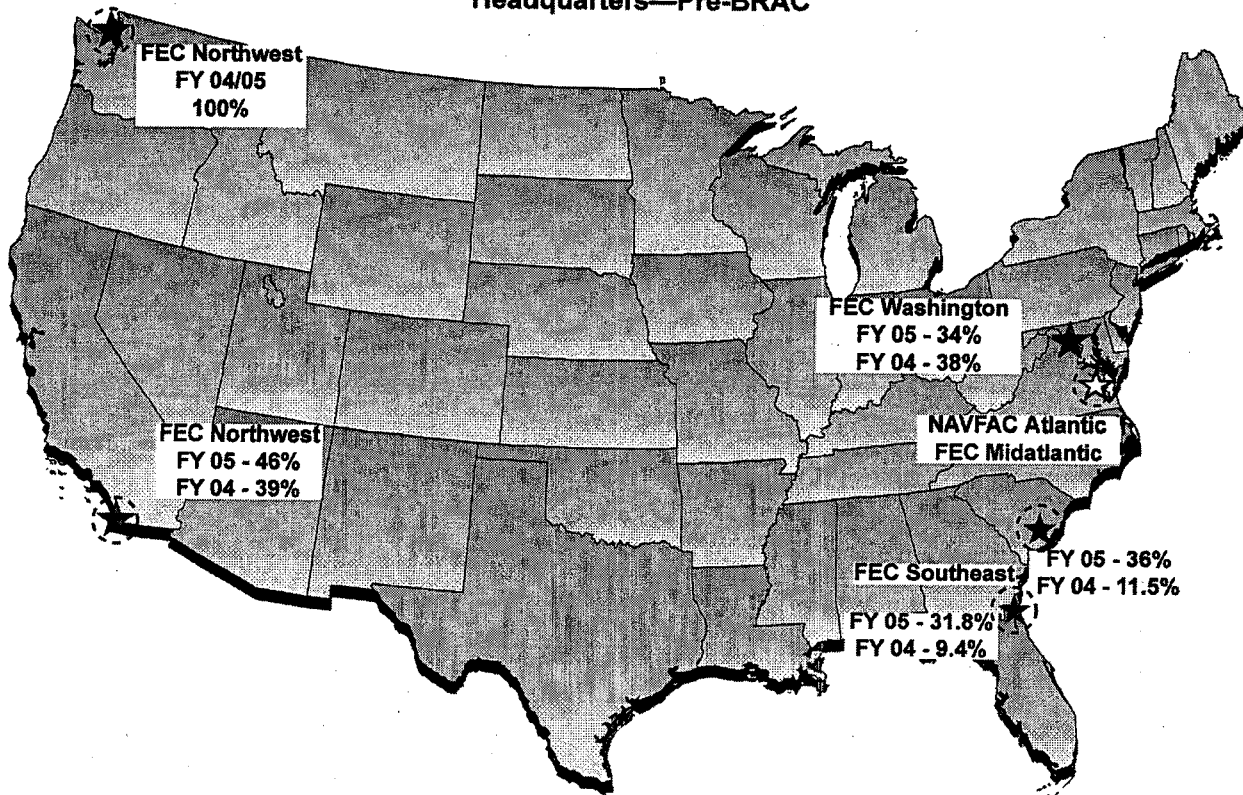 Headquarters—Pre-BRAC
FEC Northwest
FY 04/05
100%
FEC Washington
FY 05 - 34%
FY 04 - 38%
NAVFAC Atlantic
FEC Midatlantic
FEC Northwest
FY 05 - 46%
FY 04 - 39%
FY 05 - 36%
FY 04 - 11.5%
FEC Southeast
FY 05 - 31.8%
FY 04 - 9.4%